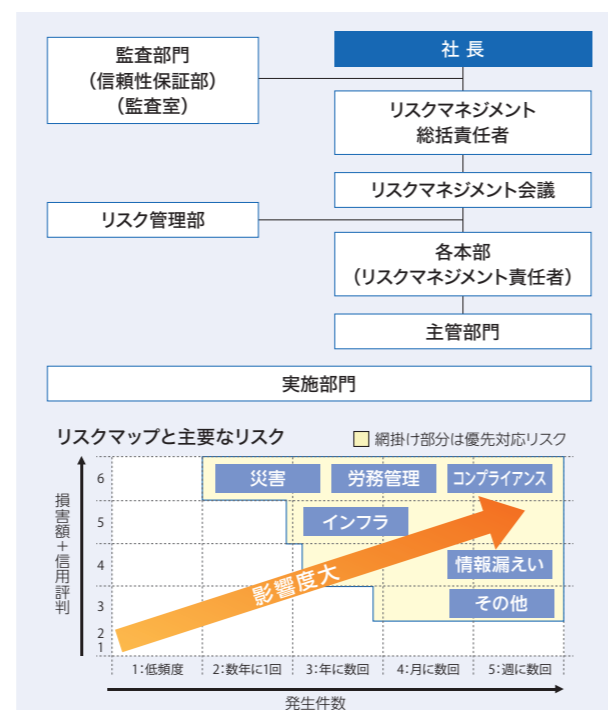 監査部門
（信頼性保証部）
（監査室）
社 長
リスクマネジメント
総括責任者
リスクマネジメント会議
リスク管理部
各本部
（リスクマネジメント責任者）
主管部門
実施部門
リスクマップと主要なリスク
網掛け部分は優先対応リスク
損害額＋信用評判
6
災害
労務管理
コンプライアンス
5
インフラ
4
情報漏えい
3
その他
2
1
影響度大
1：低頻度
2：数年に1回
3：年に数回
4：月に数回
5：週に数回
発生件数